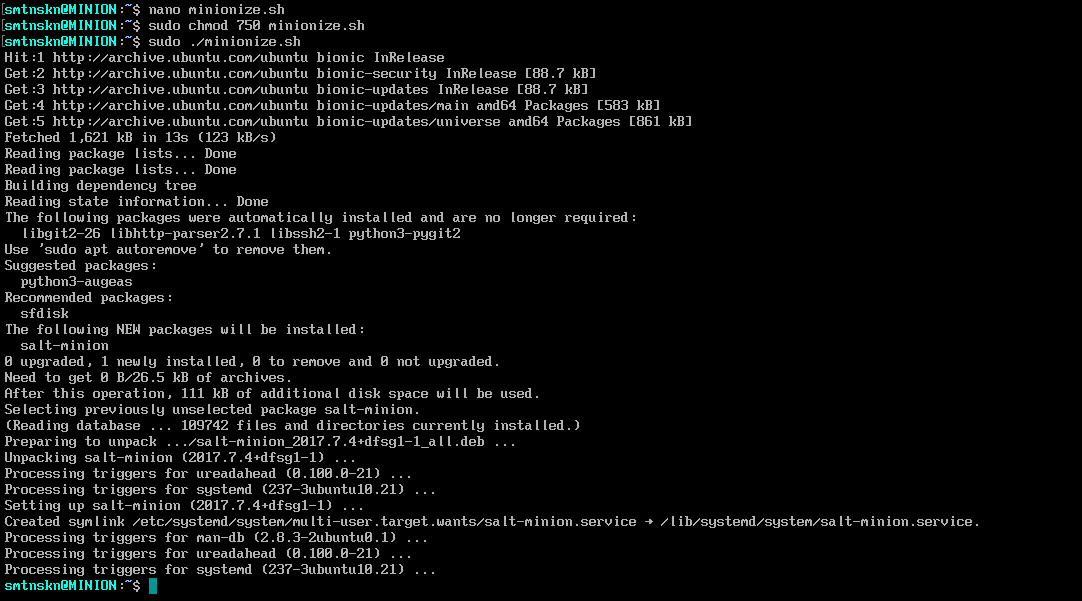 [smtnskn@MINION:~$ nano minionize.sh
[smtnskn@MINION:~$ sudo chmod 750 minionize.sh
[smtnskn@MINION:~$ sudo ./minionize.sh
Hit:1 http://archive.ubuntu.com/ubuntu bionic InRelease
Get:2 http://archive.ubuntu.com/ubuntu bionic-security InRelease [88.7 kB]
Get:3 http://archive.ubuntu.com/ubuntu bionic-updates InRelease [88.7 kB]
Get:4 http://archive.ubuntu.com/ubuntu bionic-updates/main amd64 Packages [583 kB]
Get:5 http://archive.ubuntu.com/ubuntu bionic-updates/universe amd64 Packages [861 kB]
Fetched 1,621 kB in 13s (123 kB/s)
Reading package lists... Done
Reading package lists... Done
Building dependency tree
Reading state information... Done
The following packages were automatically installed and are no longer required:
  libgit2-26 libhttp-parser2.7.1 libssh2-1 python3-pygit2
Use 'sudo apt autoremove' to remove them.
Suggested packages:
  python3-augeas
Recommended packages:
  sfdisk
The following NEW packages will be installed:
  salt-minion
0 upgraded, 1 newly installed, 0 to remove and 0 not upgraded.
Need to get 0 B/26.5 kB of archives.
After this operation, 111 kB of additional disk space will be used.
Selecting previously unselected package salt-minion.
(Reading database ... 109742 files and directories currently installed.)
Preparing to unpack .../salt-minion_2017.7.4+dfsg1-1_all.deb ...
Unpacking salt-minion (2017.7.4+dfsg1-1) ...
Processing triggers for ureadahead (0.100.0-21) ...
Processing triggers for systemd (237-3ubuntu10.21) ...
Setting up salt-minion (2017.7.4+dfsg1-1) ...
Created symlink /etc/systemd/system/multi-user.target.wants/salt-minion.service → /lib/systemd/system/salt-minion.service.
Processing triggers for man-db (2.8.3-2ubuntu0.1) ...
Processing triggers for ureadahead (0.100.0-21) ...
Processing triggers for systemd (237-3ubuntu10.21) ...
smtnskn@MINION:~$